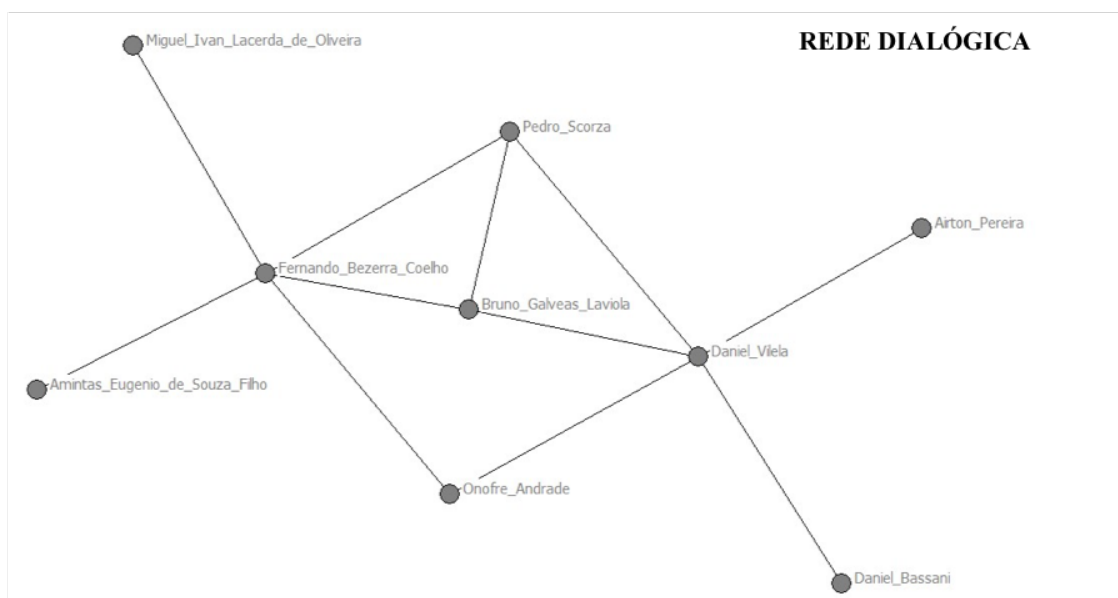 Miguel_Ivan_Lacerda_de_Oliveira
REDE DIALÓGICA
Pedro_Scorza
Airton_Pereira
Fernando_Bezerra_Coelho
Bruno_Galveas_Laviola
Daniel_Vilela
Amintas_Eugenio_de_Souza_Filho
Onofre_Andrade
Daniel_Bassani